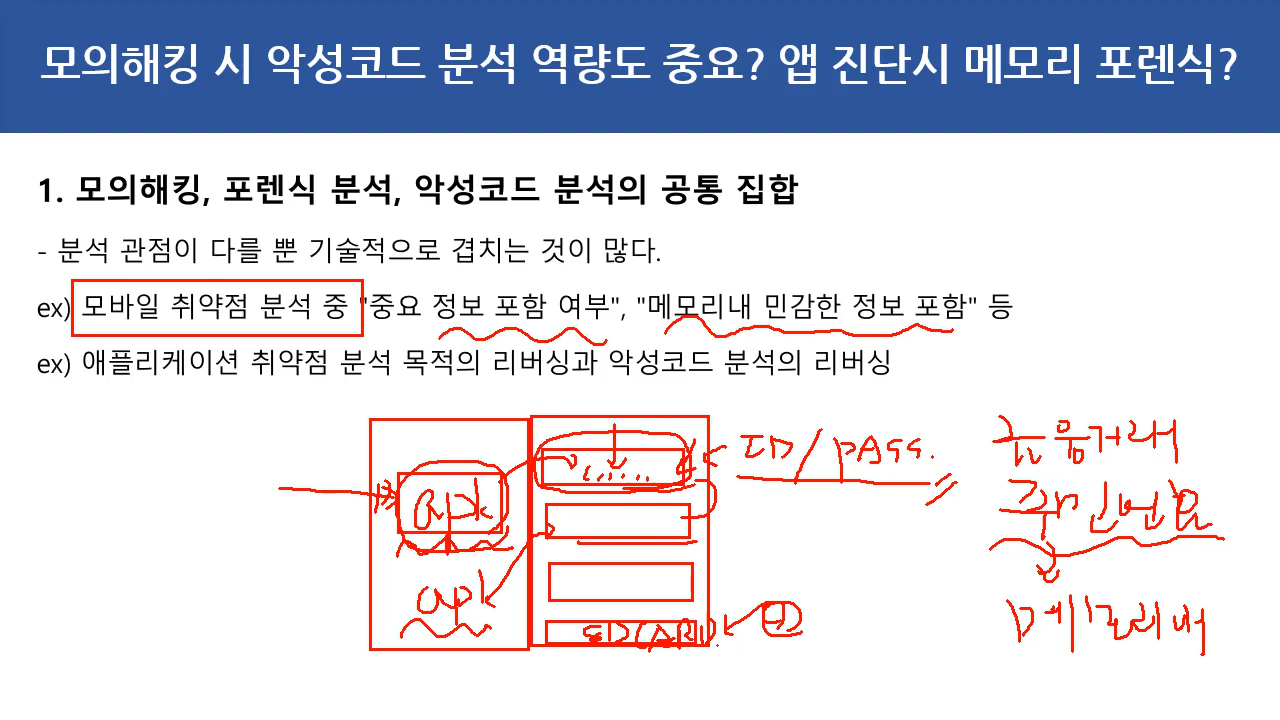 모의해킹 시 악성코드 분석 역량도 중요? 앱 진단시 메모리 포렌식?
1. 모의해킹, 포렌식 분석, 악성코드 분석의 공통 집합
- 분석 관점이 다를 뿐 기술적으로 겹치는 것이 많다.
ex) 모바일 취약점 분석 중 "중요 정보 포함 여부", "메모리내 민감한 정보 포함" 등
ex) 애플리케이션 취약점 분석 목적의 리버싱과 악성코드 분석의 리버싱
ID/PASS.
금융거래
apk
apk
SDCARD